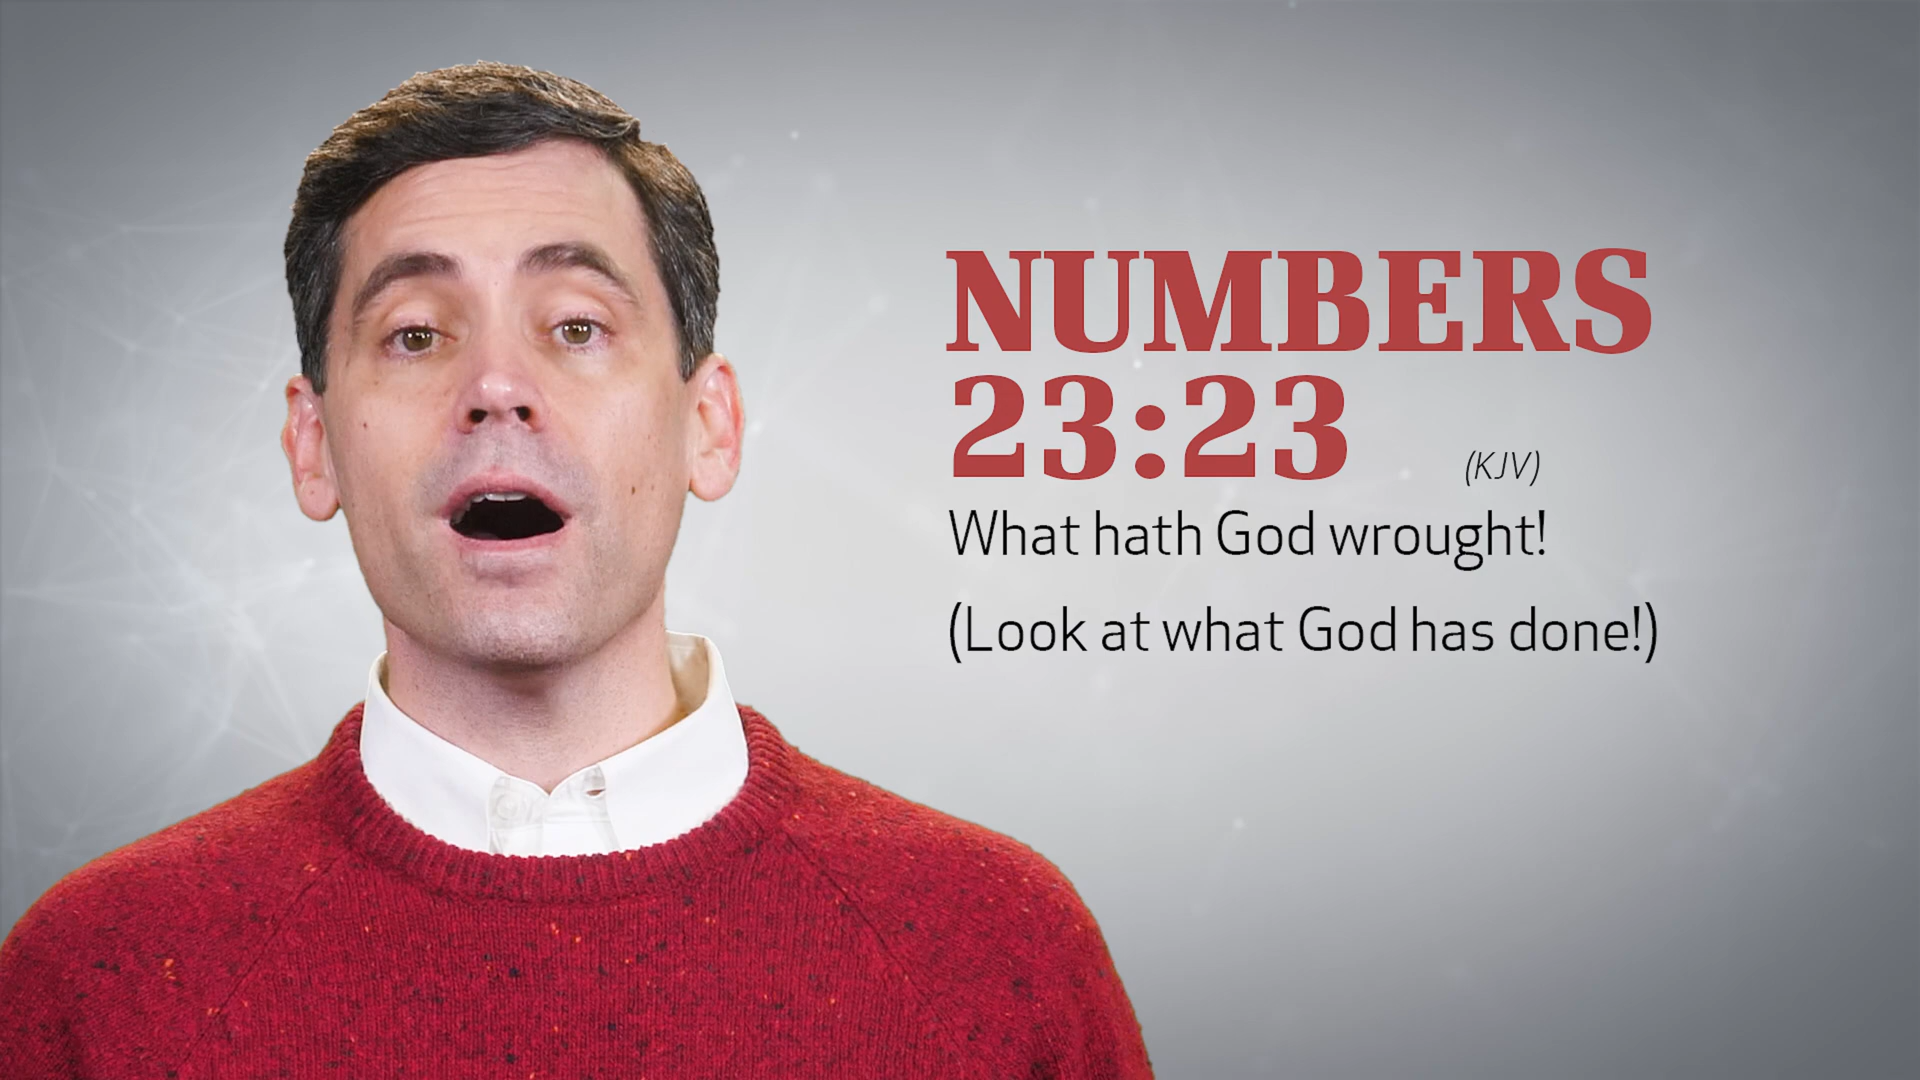 NUMBERS
23:23 (KJV)
What hath God wrought!
(Look at what God has done!)